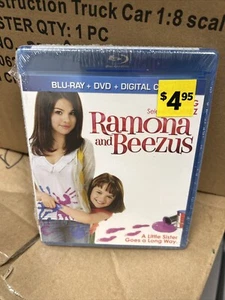 struction Truck Car 1:8 scal
STER QTY: 1 PC
BLU-RAY + DVD + DIGITAL C
$4.95
Sel
Ramona
and Beezus
A Little Sister
Goes a Long Way.